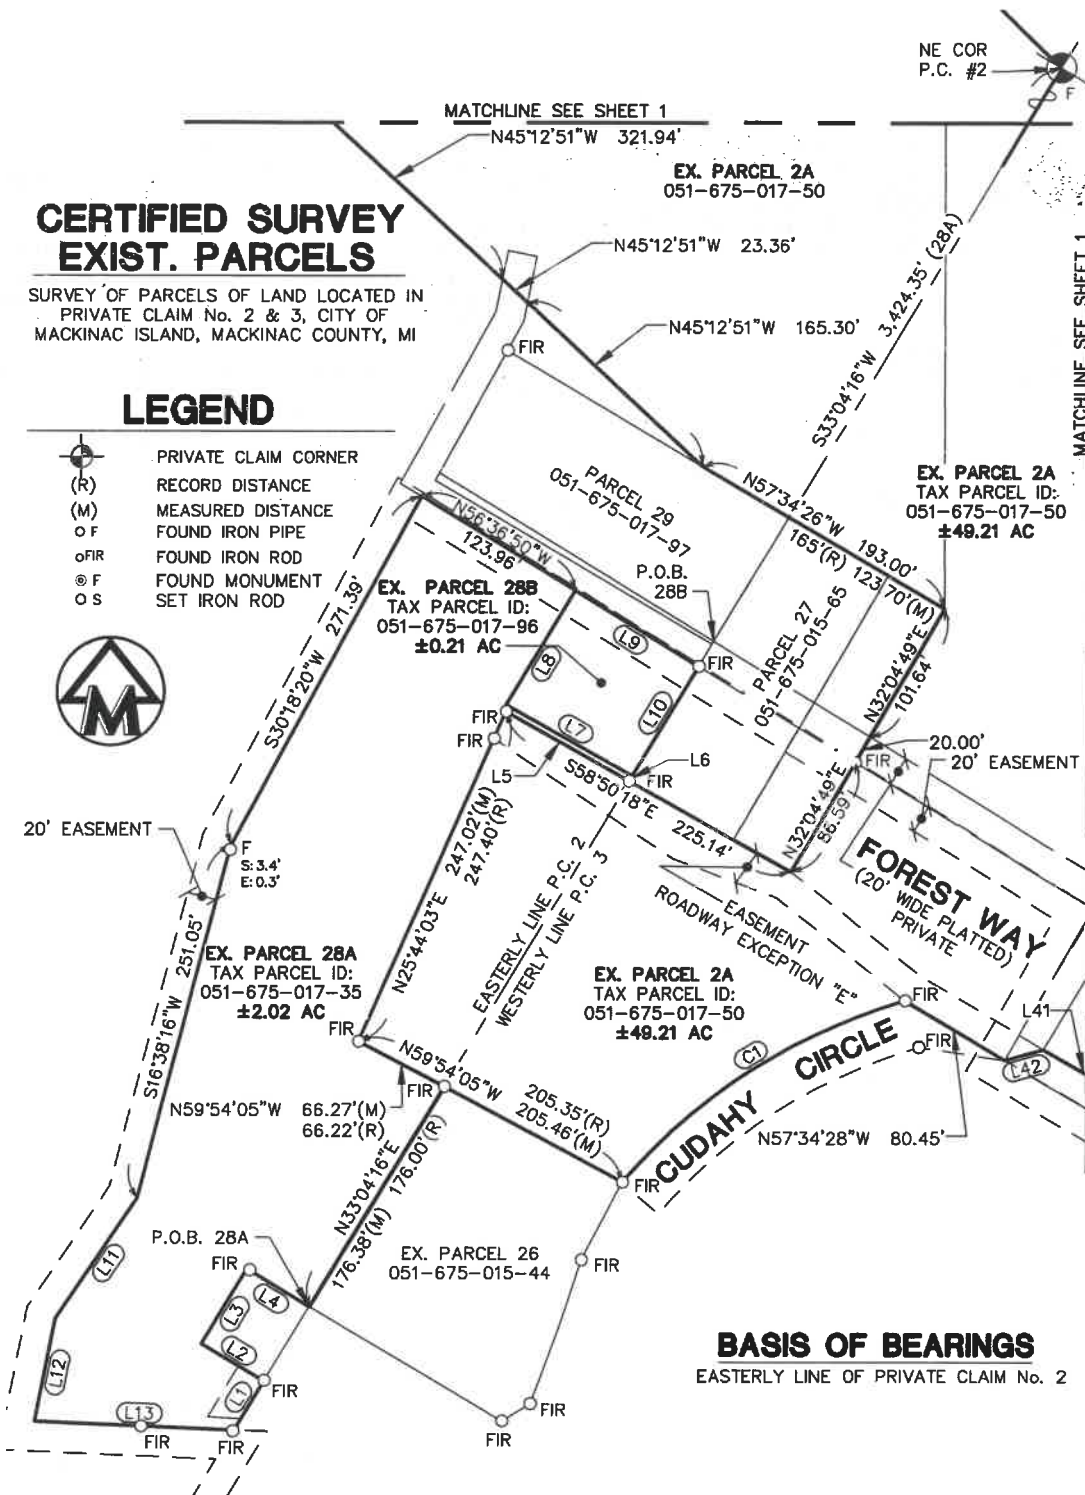 NE COR
P.C. #2
F
MATCHLINE SEE SHEET 1
N45°12'51"W 321.94'
EX. PARCEL 2A
051-675-017-50
CERTIFIED SURVEY
EXIST. PARCELS
SURVEY OF PARCELS OF LAND LOCATED IN
PRIVATE CLAIM No. 2 & 3, CITY OF
MACKINAC ISLAND, MACKINAC COUNTY, MI
N45°12'51"W 23.36'
N45°12'51"W 165.30'
S33°04'16"W 3,424.35' (28A)
MATCHLINE SEE SHEET 1
FIR
LEGEND
PRIVATE CLAIM CORNER
(R) RECORD DISTANCE
(M) MEASURED DISTANCE
O F FOUND IRON PIPE
oFIR FOUND IRON ROD
F FOUND MONUMENT
O S SET IRON ROD
M
PARCEL 29
051-675-017-97
N57°34'26"W 193.00'
165'(R) 123.70'(M)
EX. PARCEL 2A
TAX PARCEL ID:
051-675-017-50
±49.21 AC
N56°36'50"W
123.96'
P.O.B.
28B
EX. PARCEL 28B
TAX PARCEL ID:
051-675-017-96
±0.21 AC
PARCEL 27
051-675-015-65
N32°04'49"E
101.64'
S30°18'20"W 271.39'
L9
L8
L10
L7
FIR
FIR
FIR
L5
L6
FIR
S58°50'18"E
225.14'
20.00'
FIR
20' EASEMENT
N32°04'49"E
86.59'
20' EASEMENT
F
S:3.4'
E:0.3'
247.02'(M)
247.40'(R)
N25°44'03"E
EASTERLY LINE P.C. 2
WESTERLY LINE P.C. 3
EASEMENT
ROADWAY EXCEPTION "E"
FOREST WAY
(20' WIDE PLATTED)
PRIVATE
S16°38'16"W 251.05'
EX. PARCEL 28A
TAX PARCEL ID:
051-675-017-35
±2.02 AC
EX. PARCEL 2A
TAX PARCEL ID:
051-675-017-50
±49.21 AC
FIR
FIR
L41
L42
FIR
C1
CUDAHY CIRCLE
N57°34'28"W 80.45'
N59°54'05"W
205.35'(R)
205.46'(M)
FIR
N59°54'05"W 66.27'(M)
66.22'(R)
FIR
N33°04'16"E 176.00'(R)
176.38'(M)
P.O.B. 28A
FIR
EX. PARCEL 26
051-675-015-44
FIR
L11
L4
L3
L2
L12
L1
L13
FIR
FIR
FIR
FIR
FIR
BASIS OF BEARINGS
EASTERLY LINE OF PRIVATE CLAIM No. 2